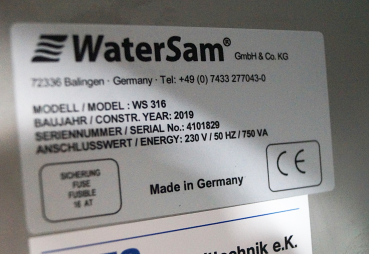 WaterSam® GmbH & Co. KG
72336 Balingen · Germany · Tel: +49 (0) 7433 277043-0
MODELL / MODEL : WS 316
BAUJAHR / CONSTR. YEAR: 2019
SERIENNUMMER / SERIAL No.: 4101829
ANSCHLUSSWERT / ENERGY: 230 V / 50 HZ / 750 VA
SICHERUNG
FUSE
FUSIBLE
16 AT
Made in Germany
CE
technik e.K.